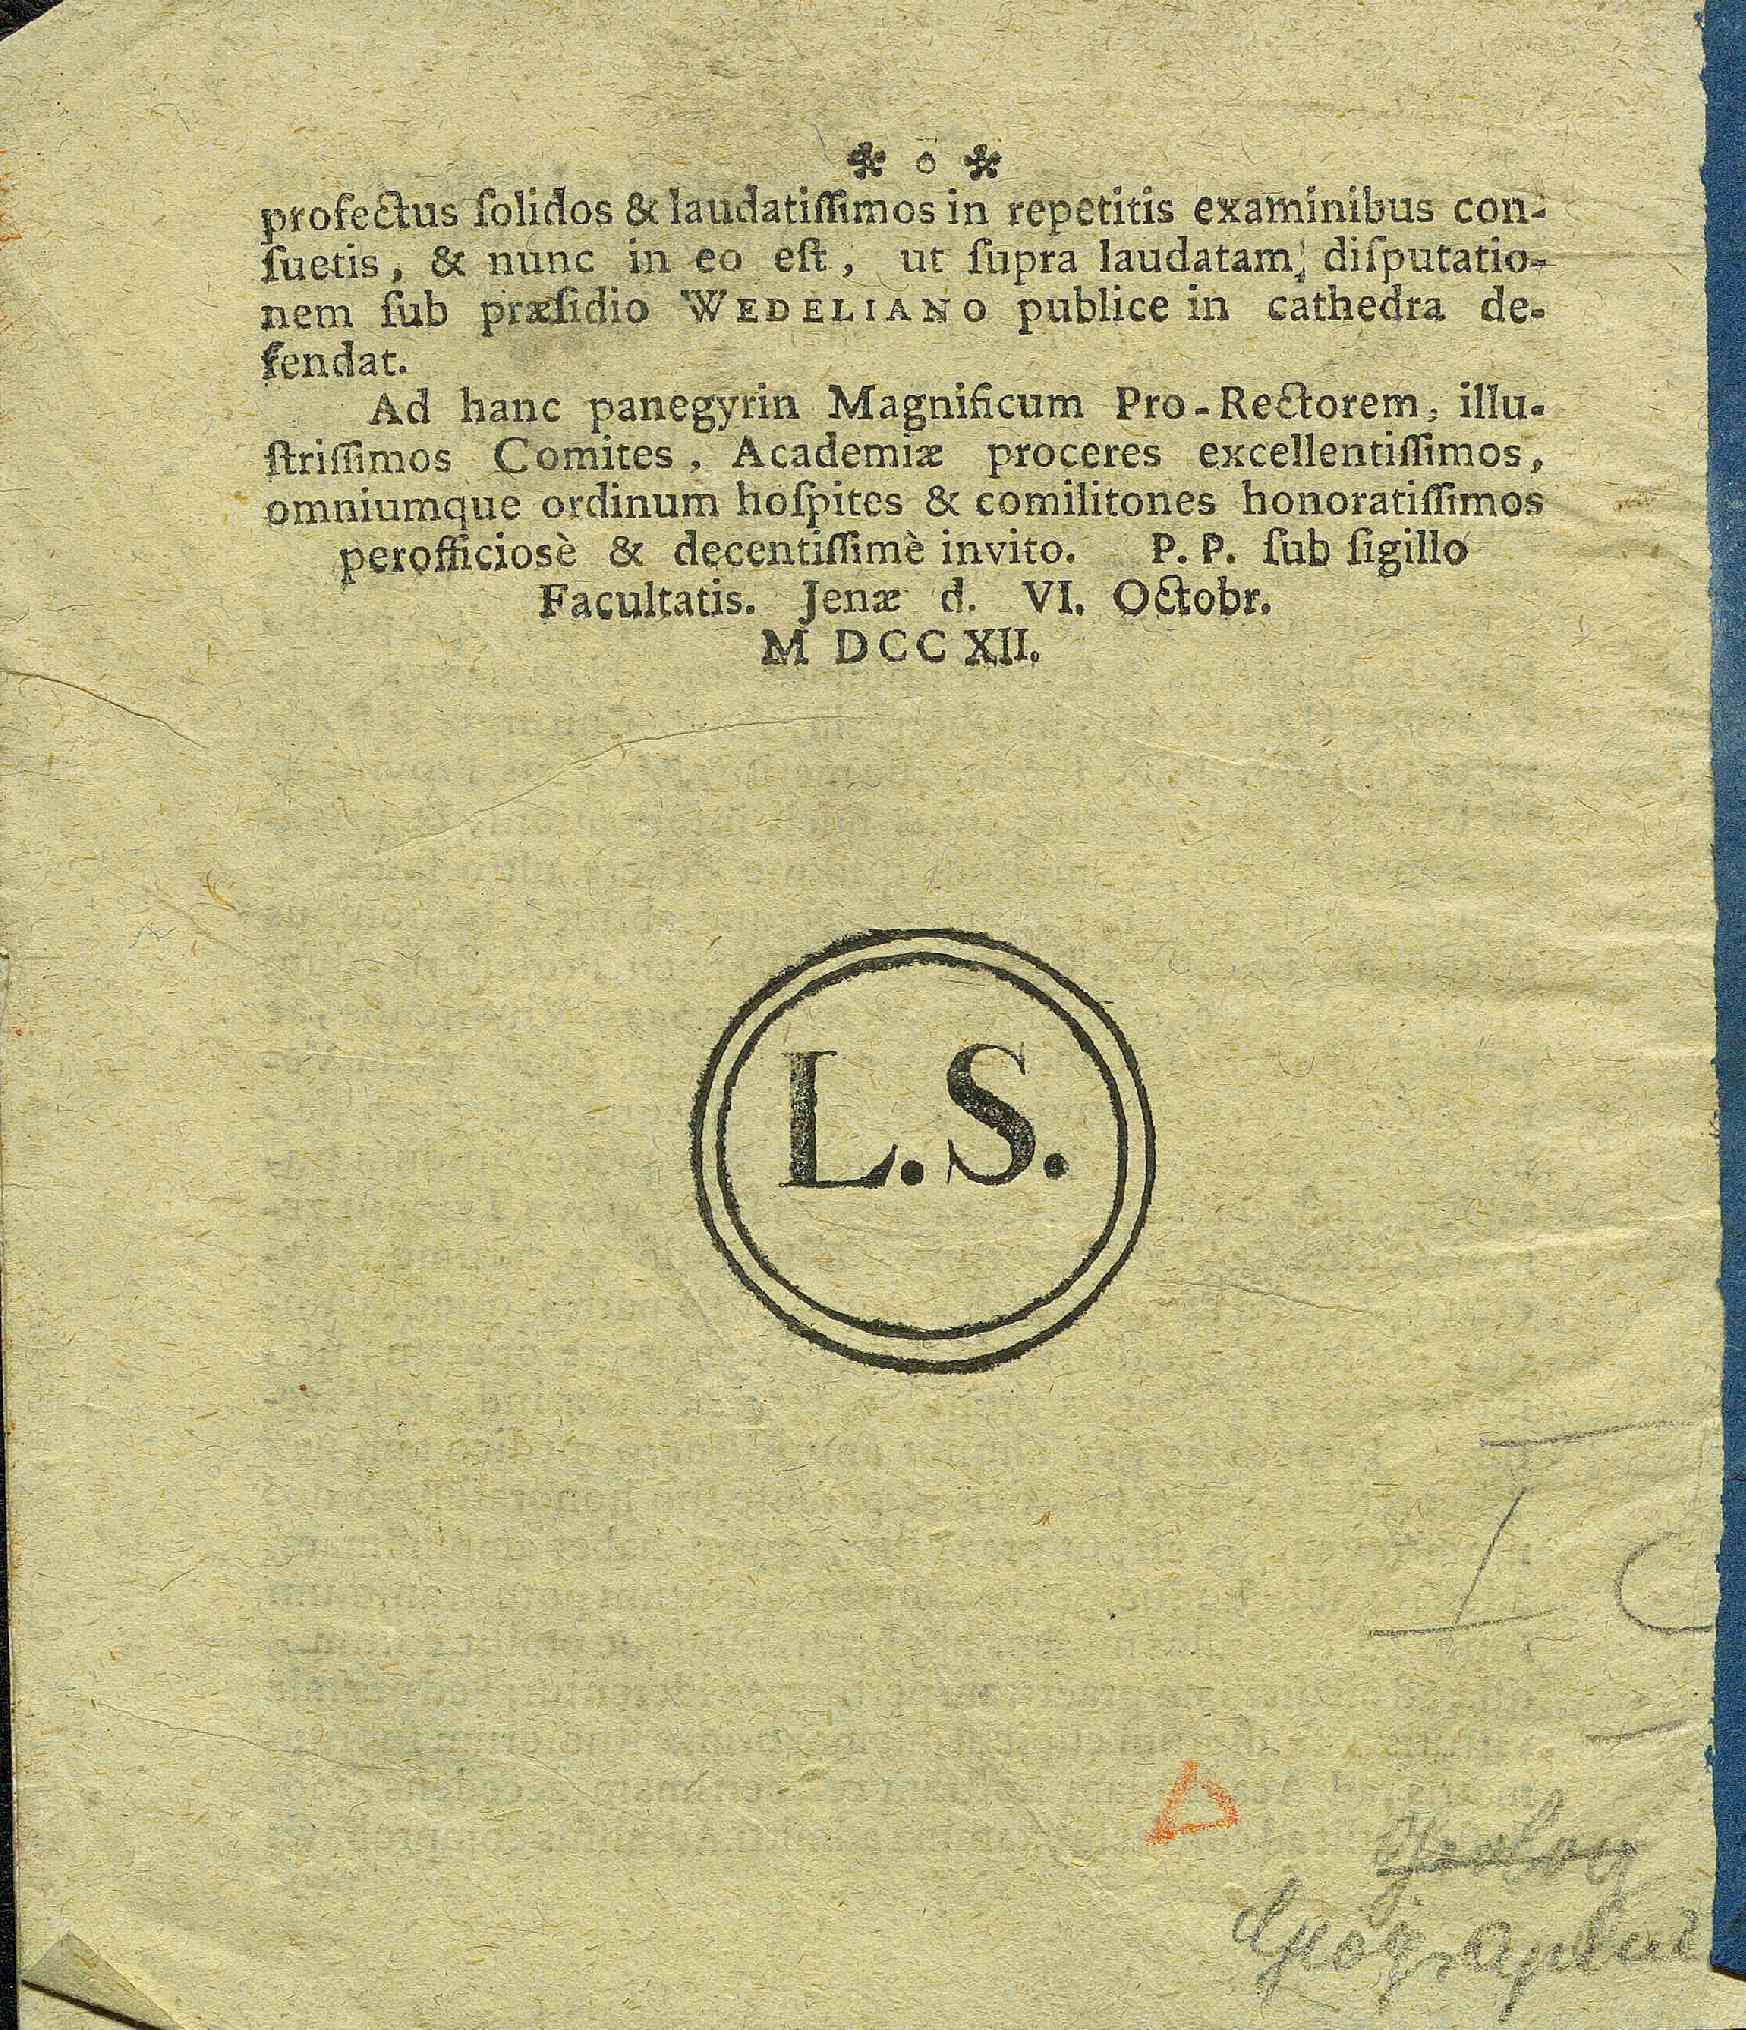 ❋ o ❋
profectus ſolidos & laudatiſſimos in repetitis examinibus con-
ſuetis, & nunc in eo eſt, ut ſupra laudatam, diſputatio-
nem ſub præſidio WEDELIANO publice in cathedra de-
fendat.
Ad hanc panegyrin Magnificum Pro-Rectorem, illu-
ſtriſſimos Comites, Academiæ proceres excellentiſſimos,
omniumque ordinum hoſpites & comilitones honoratiſſimos
perofficiosè & decentiſſimè invito. P. P. ſub ſigillo
Facultatis. Jenæ d. VI. Octobr.
M DCC XII.
L. S.